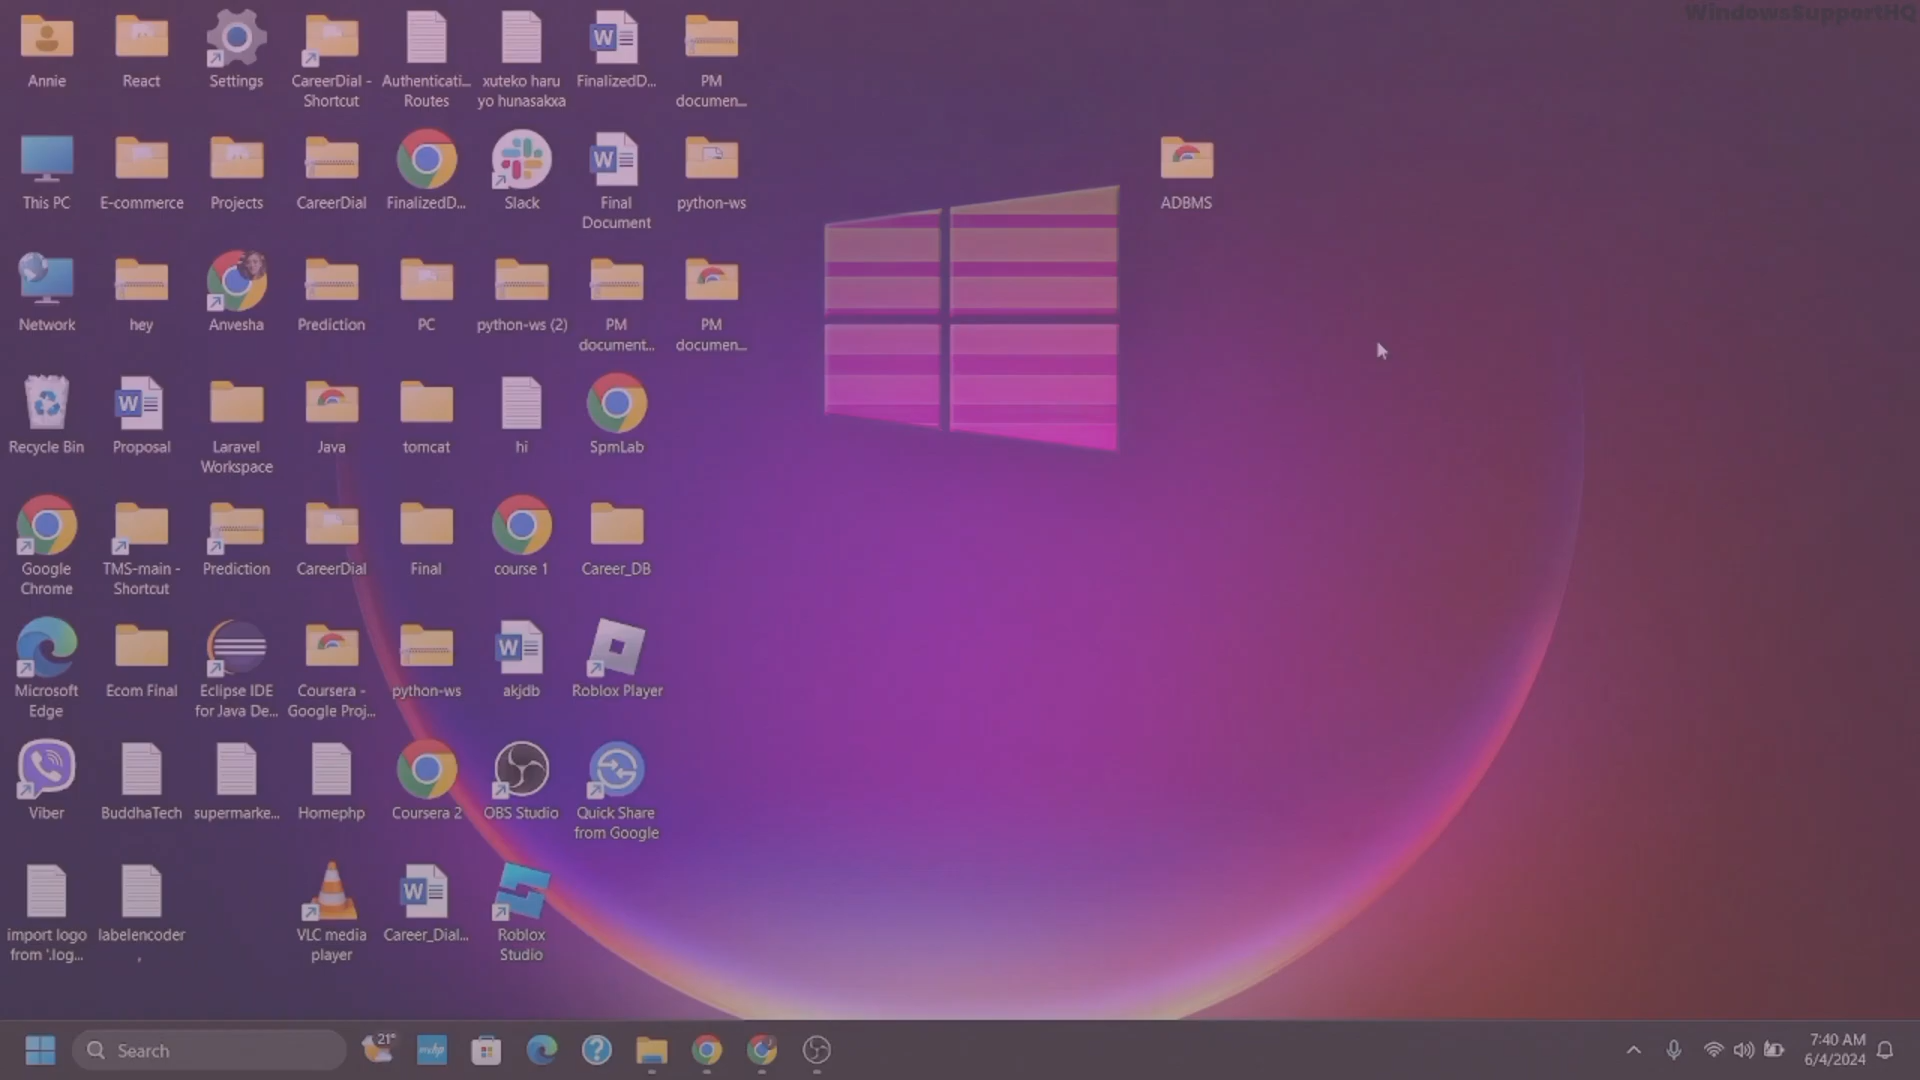 WindowsSupportHQ
Annie
React
Settings
CareerDial -
Shortcut
Authenticati...
Routes
xuteko haru
yo hunasakxa
FinalizedD...
PM
documen...
This PC
E-commerce
Projects
CareerDial
FinalizedD...
Slack
Final
Document
python-ws
ADBMS
Network
hey
Anvesha
Prediction
PC
python-ws (2)
PM
document...
PM
documen...
Recycle Bin
Proposal
Laravel
Workspace
Java
tomcat
hi
SpmLab
Google
Chrome
TMS-main -
Shortcut
Prediction
CareerDial
Final
course 1
Career_DB
Microsoft
Edge
Ecom Final
Eclipse IDE
for Java De...
Coursera -
Google Proj...
python-ws
akjdb
Roblox Player
Viber
BuddhaTech
supermarke...
Homephp
Coursera 2
OBS Studio
Quick Share
from Google
import logo
from '.log...
labelencoder
,
VLC media
player
Career_Dial...
Roblox
Studio
Search
21°
mhp
7:40 AM
6/4/2024